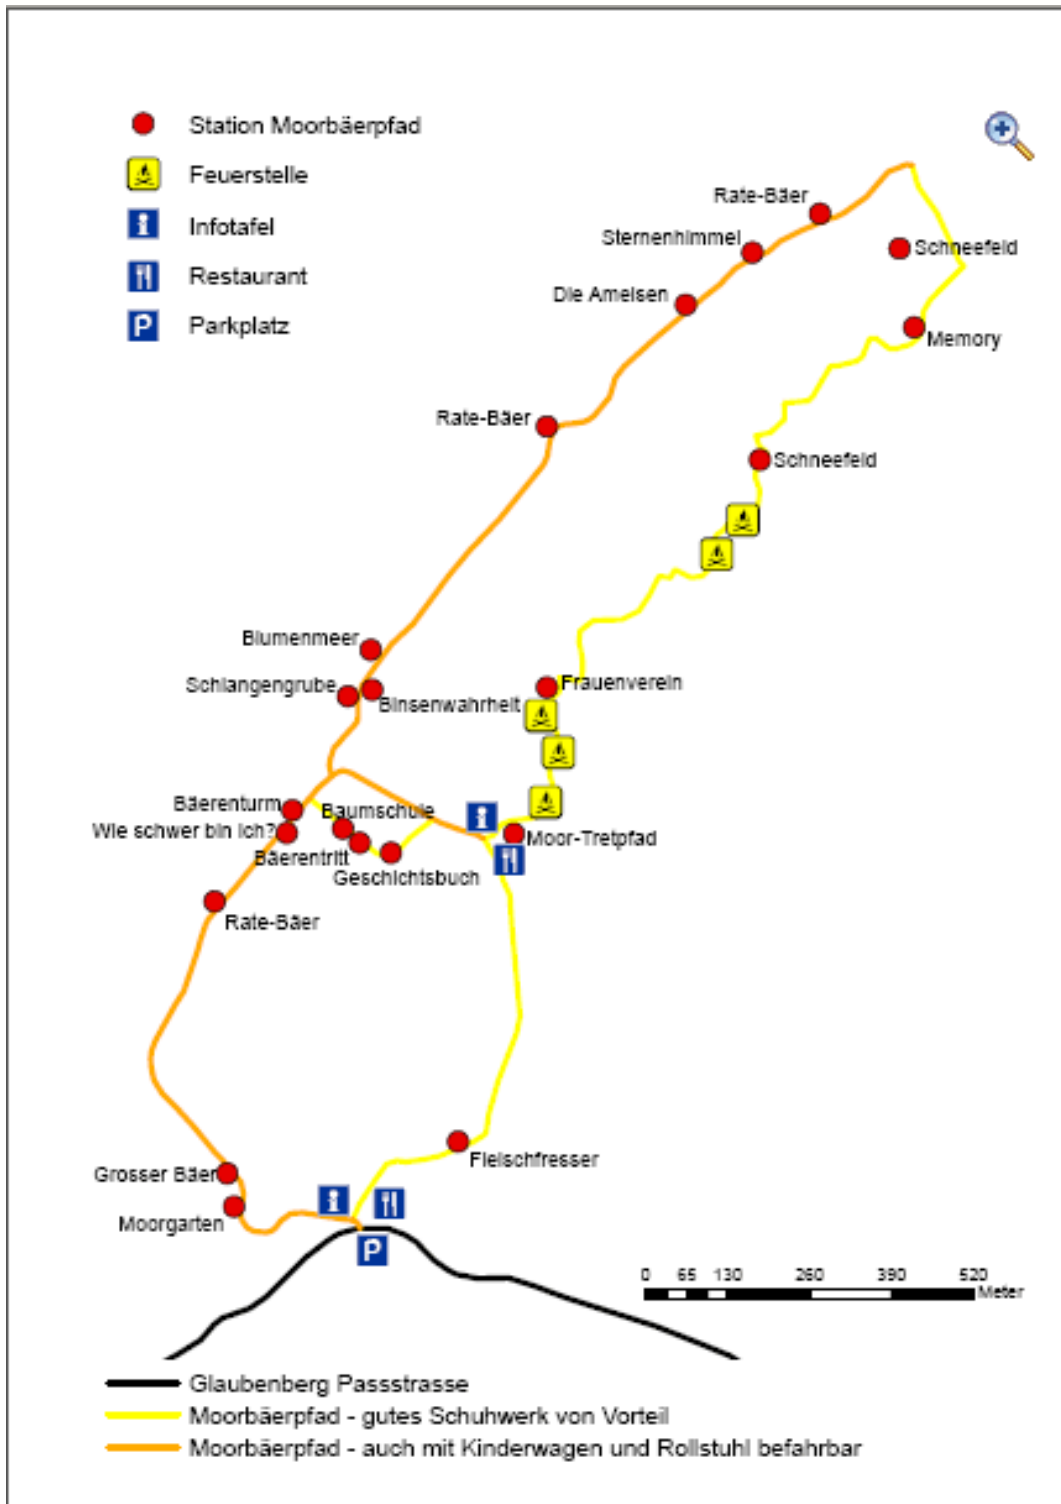 Station Moorbäerpfad
Feuerstelle
Infotafel
Restaurant
Parkplatz
Rate-Bäer
Sternenhimmel
Schneefeld
Die Ameisen
Memory
Rate-Bäer
Schneefeld
Blumenmeer
Schlangengrube
Binsenwahrheit
Frauenverein
Bäerenturm
Baumschule
Wie schwer bin ich?
Moor-Tretpfad
Bäerentritt
Geschichtsbuch
Rate-Bäer
Fleischfresser
Grosser Bäer
Moorgarten
P
0 65 130 260 390 520
Meter
Glaubenberg Passstrasse
Moorbäerpfad - gutes Schuhwerk von Vorteil
Moorbäerpfad - auch mit Kinderwagen und Rollstuhl befahrbar